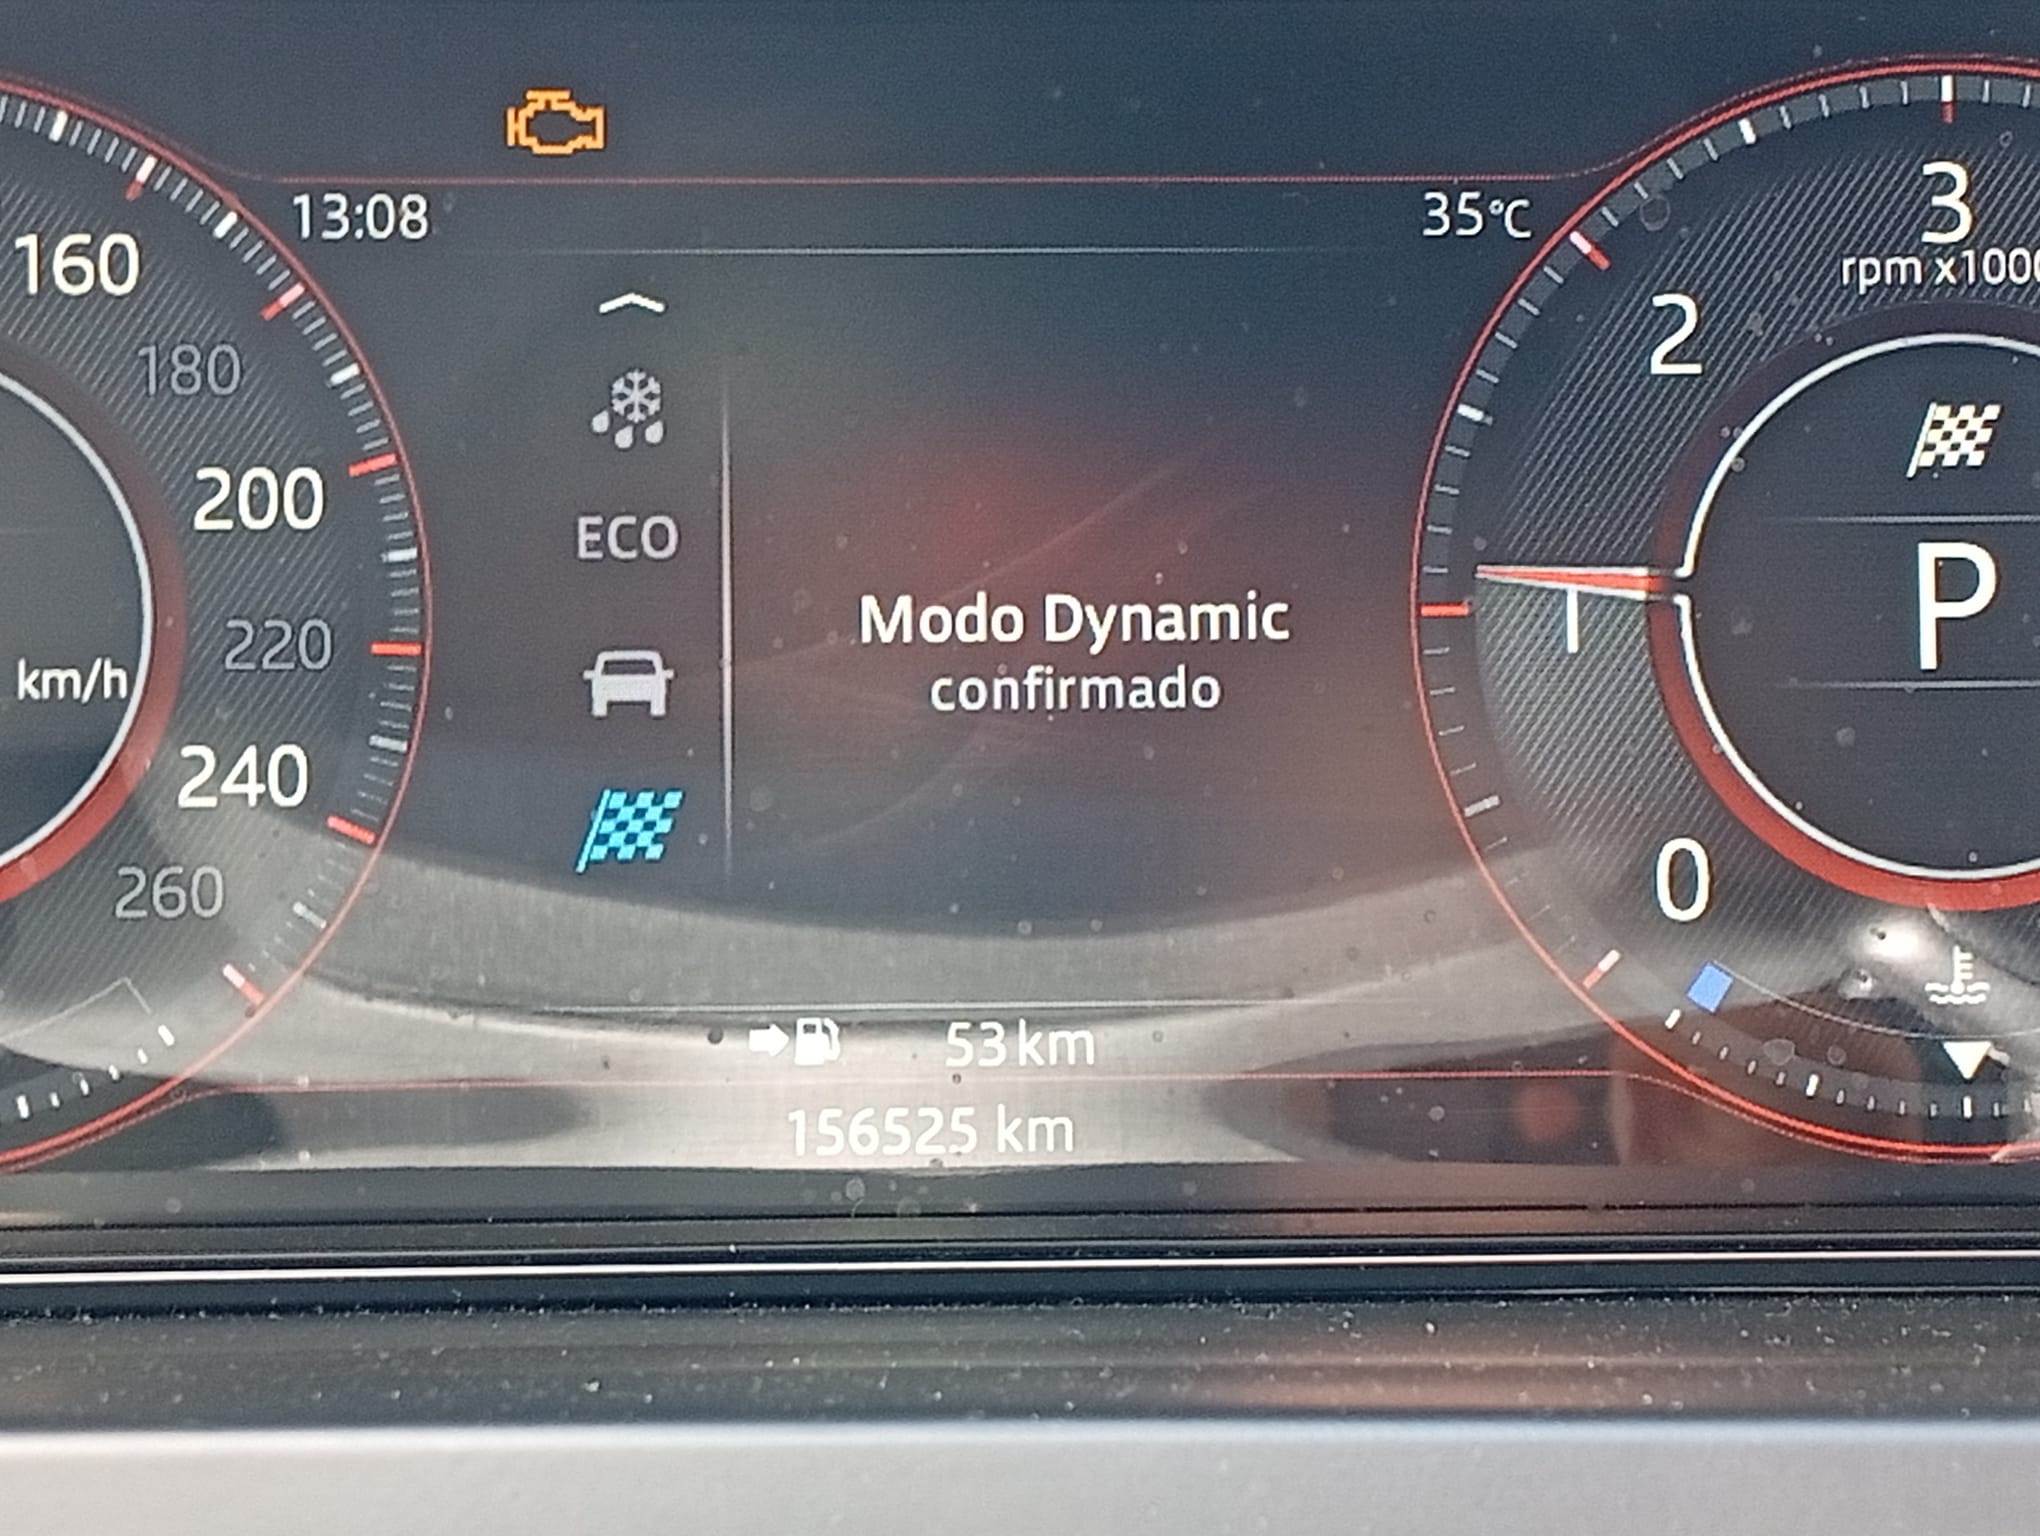 13:08
35°C
160
180
200
220
km/h
240
260
ECO
Modo Dynamic
confirmado
3
rpm x1000
2
1
0
P
53 km
156525 km